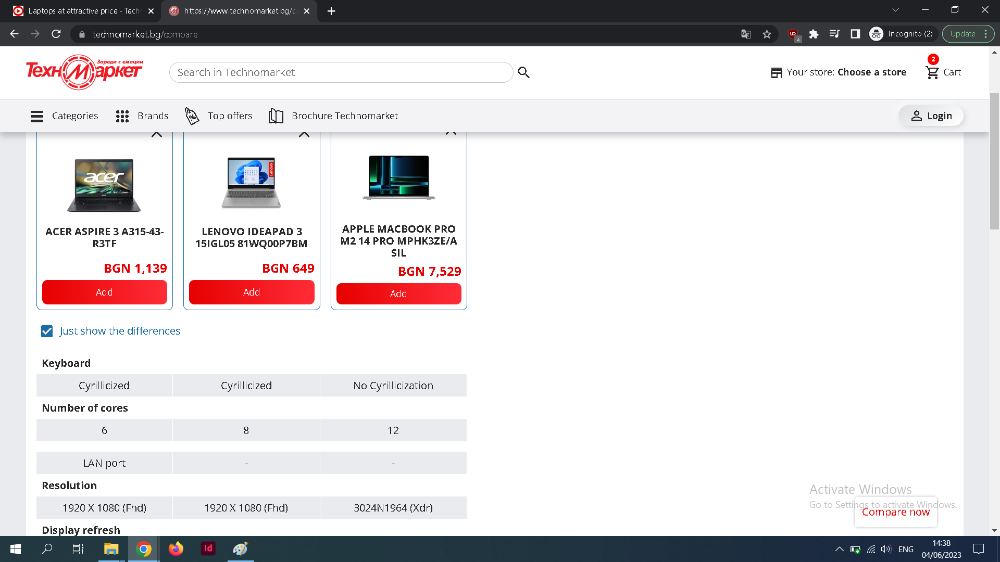 Laptops at attractive price - Techn
https://www.technomarket.bg/c
technomarket.bg/compare
4
Incognito (2)
Update
Зареди с емоции
ТехноМаркет
Search in Technomarket
Your store: Choose a store
2
Cart
Categories
Brands
Top offers
Brochure Technomarket
Login
acer
Lenovo
ACER ASPIRE 3 A315-43-
R3TF
BGN 1,139
Add
LENOVO IDEAPAD 3
15IGL05 81WQ00P7BM
BGN 649
Add
APPLE MACBOOK PRO
M2 14 PRO MPHK3ZE/A
SIL
BGN 7,529
Add
Just show the differences
Keyboard
Cyrillicized Cyrillicized No Cyrillicization
Number of cores
6 8 12
LAN port - -
Resolution
1920 X 1080 (Fhd) 1920 X 1080 (Fhd) 3024N1964 (Xdr)
Display refresh
Activate Windows
Go to Settings to activate Windows.
Compare now
Id
ENG
14:38
04/06/2023